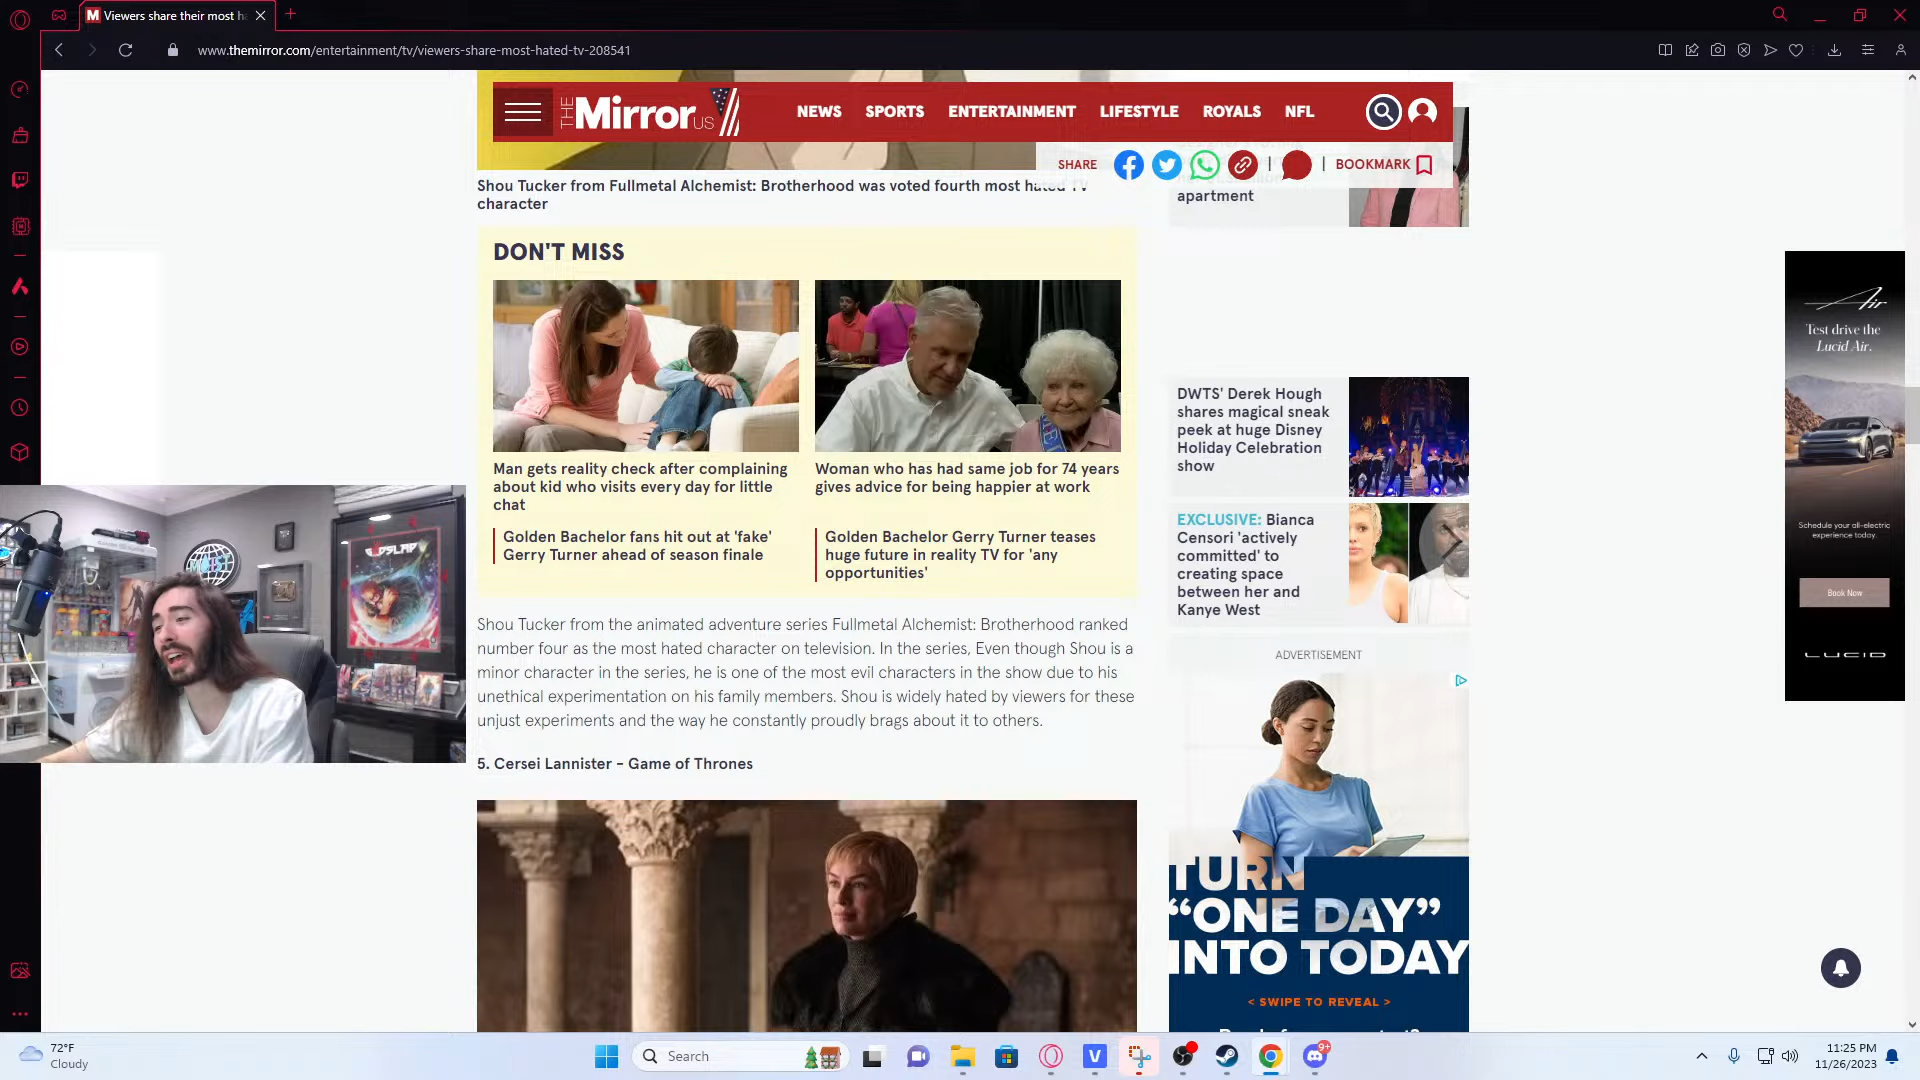 Viewers share their most h
www.themirror.com/entertainment/tv/viewers-share-most-hated-tv-208541
THE Mirror US
NEWS SPORTS ENTERTAINMENT LIFESTYLE ROYALS NFL
SHARE | | BOOKMARK
Shou Tucker from Fullmetal Alchemist: Brotherhood was voted fourth most hated TV
character
apartment
DON'T MISS
Man gets reality check after complaining
about kid who visits every day for little
chat
Woman who has had same job for 74 years
gives advice for being happier at work
Golden Bachelor fans hit out at 'fake'
Gerry Turner ahead of season finale
Golden Bachelor Gerry Turner teases
huge future in reality TV for 'any
opportunities'
Shou Tucker from the animated adventure series Fullmetal Alchemist: Brotherhood ranked
number four as the most hated character on television. In the series, Even though Shou is a
minor character in the series, he is one of the most evil characters in the show due to his
unethical experimentation on his family members. Shou is widely hated by viewers for these
unjust experiments and the way he constantly proudly brags about it to others.
5. Cersei Lannister - Game of Thrones
DWTS' Derek Hough
shares magical sneak
peek at huge Disney
Holiday Celebration
show
EXCLUSIVE: Bianca
Censori 'actively
committed' to
creating space
between her and
Kanye West
ADVERTISEMENT
TURN
“ONE DAY”
INTO TODAY
< SWIPE TO REVEAL >
Air
Test drive the
Lucid Air.
Schedule your all-electric
experience today.
Book Now
LUCID
72°F
Cloudy
Search
V
9+
11:25 PM
11/26/2023